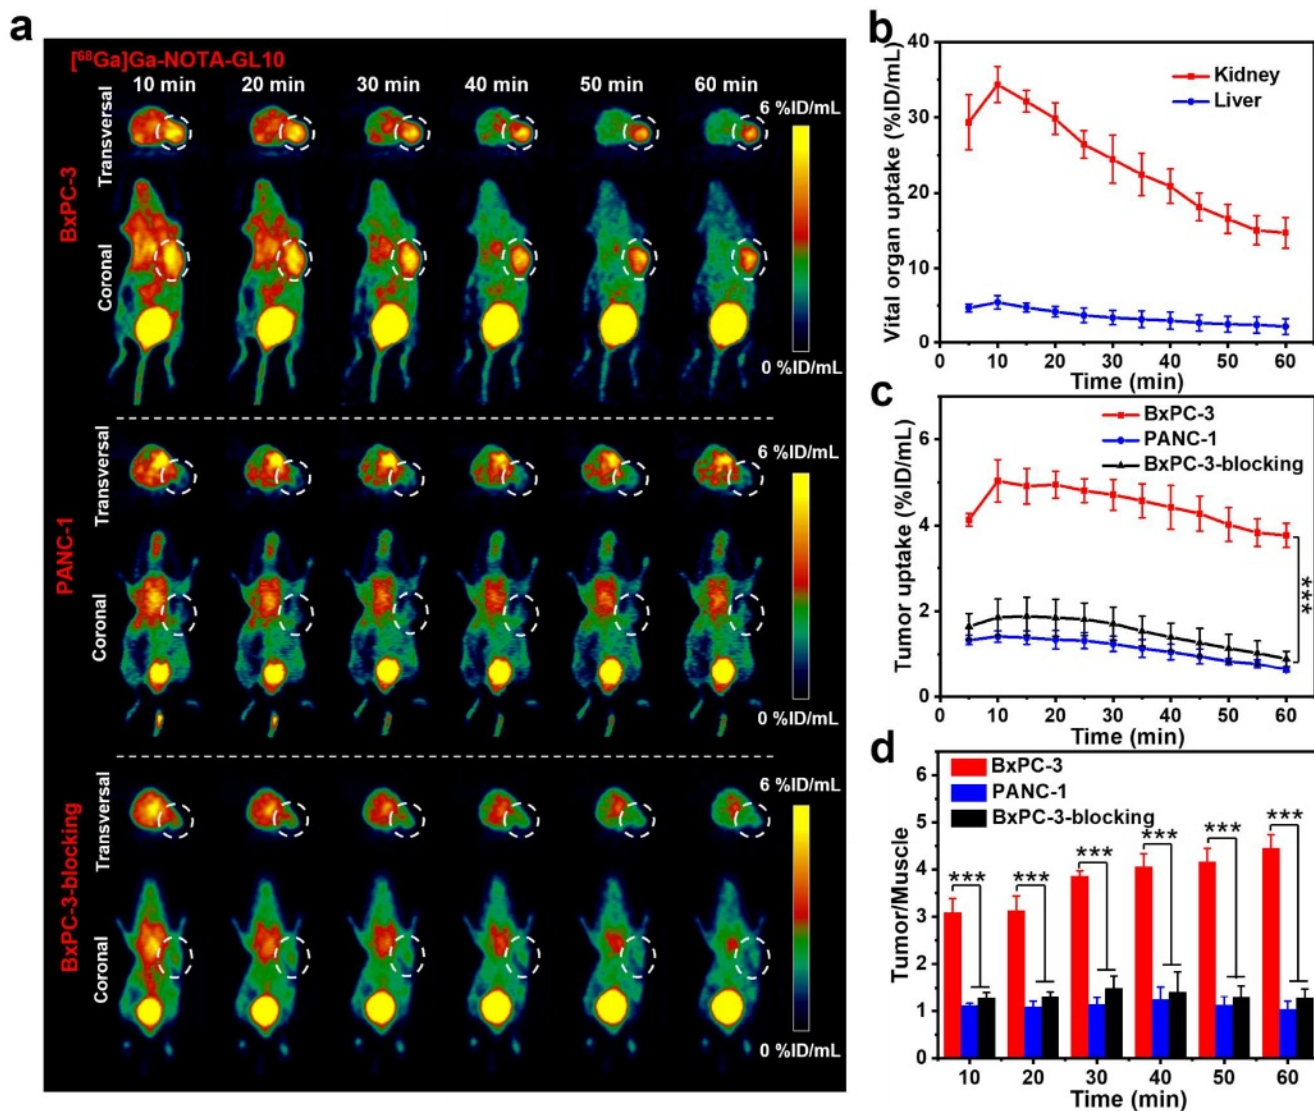 a
[⁶⁸Ga]Ga-NOTA-GL10
10 min 20 min 30 min 40 min 50 min 60 min
6 %ID/mL
Transversal
BxPC-3
Coronal
0 %ID/mL
6 %ID/mL
Transversal
PANC-1
Coronal
0 %ID/mL
6 %ID/mL
Transversal
BxPC-3-blocking
Coronal
0 %ID/mL
b
Vital organ uptake (%ID/mL)
40
30
20
10
0
Kidney
Liver
0 10 20 30 40 50 60
Time (min)
c
Tumor uptake (%ID/mL)
6
4
2
0
BxPC-3
PANC-1
BxPC-3-blocking
***
0 10 20 30 40 50 60
Time (min)
d
Tumor/Muscle
6
5
4
3
2
1
0
BxPC-3
PANC-1
BxPC-3-blocking
*** *** *** *** *** ***
10 20 30 40 50 60
Time (min)